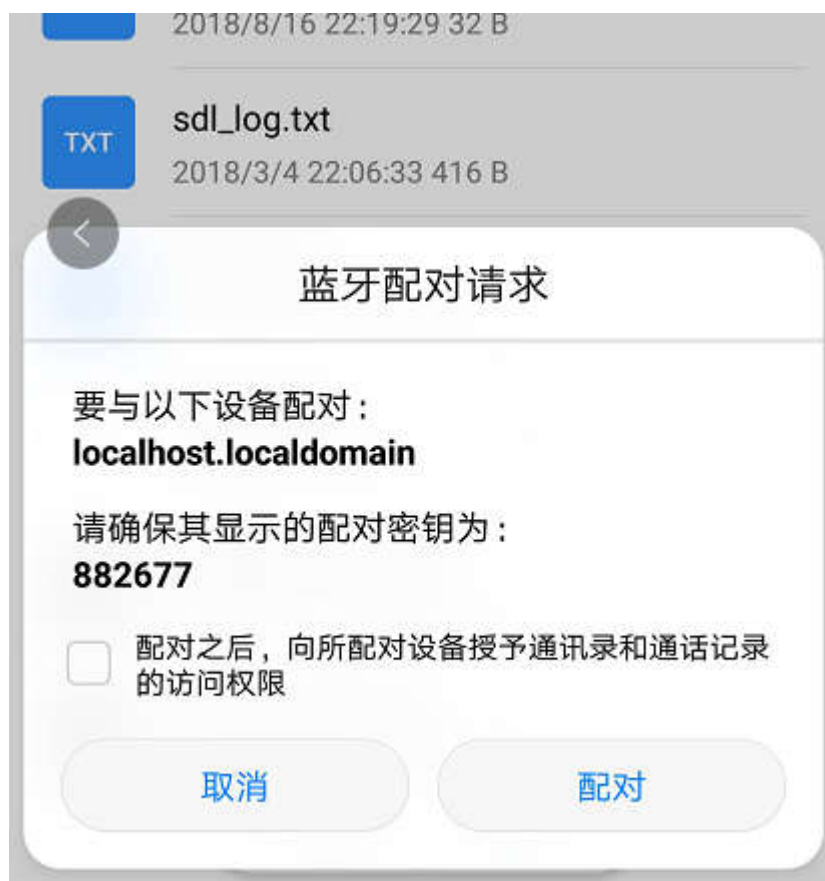 2018/8/16 22:19:29 32 B
TXT
sdl_log.txt
2018/3/4 22:06:33 416 B
蓝牙配对请求
要与以下设备配对:
localhost.localdomain
请确保其显示的配对密钥为:
882677
配对之后，向所配对设备授予通讯录和通话记录
的访问权限
取消
配对